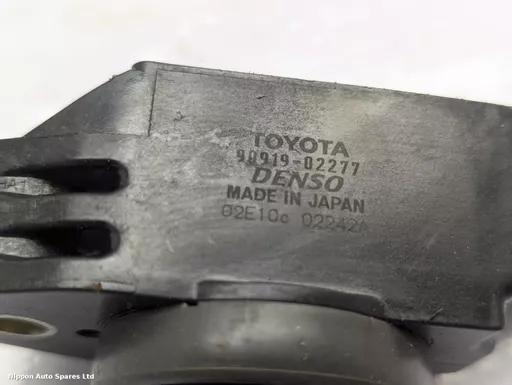 TOYOTA
90919-02277
DENSO
MADE IN JAPAN
02E10c 02242A
Nippon Auto Spares Ltd